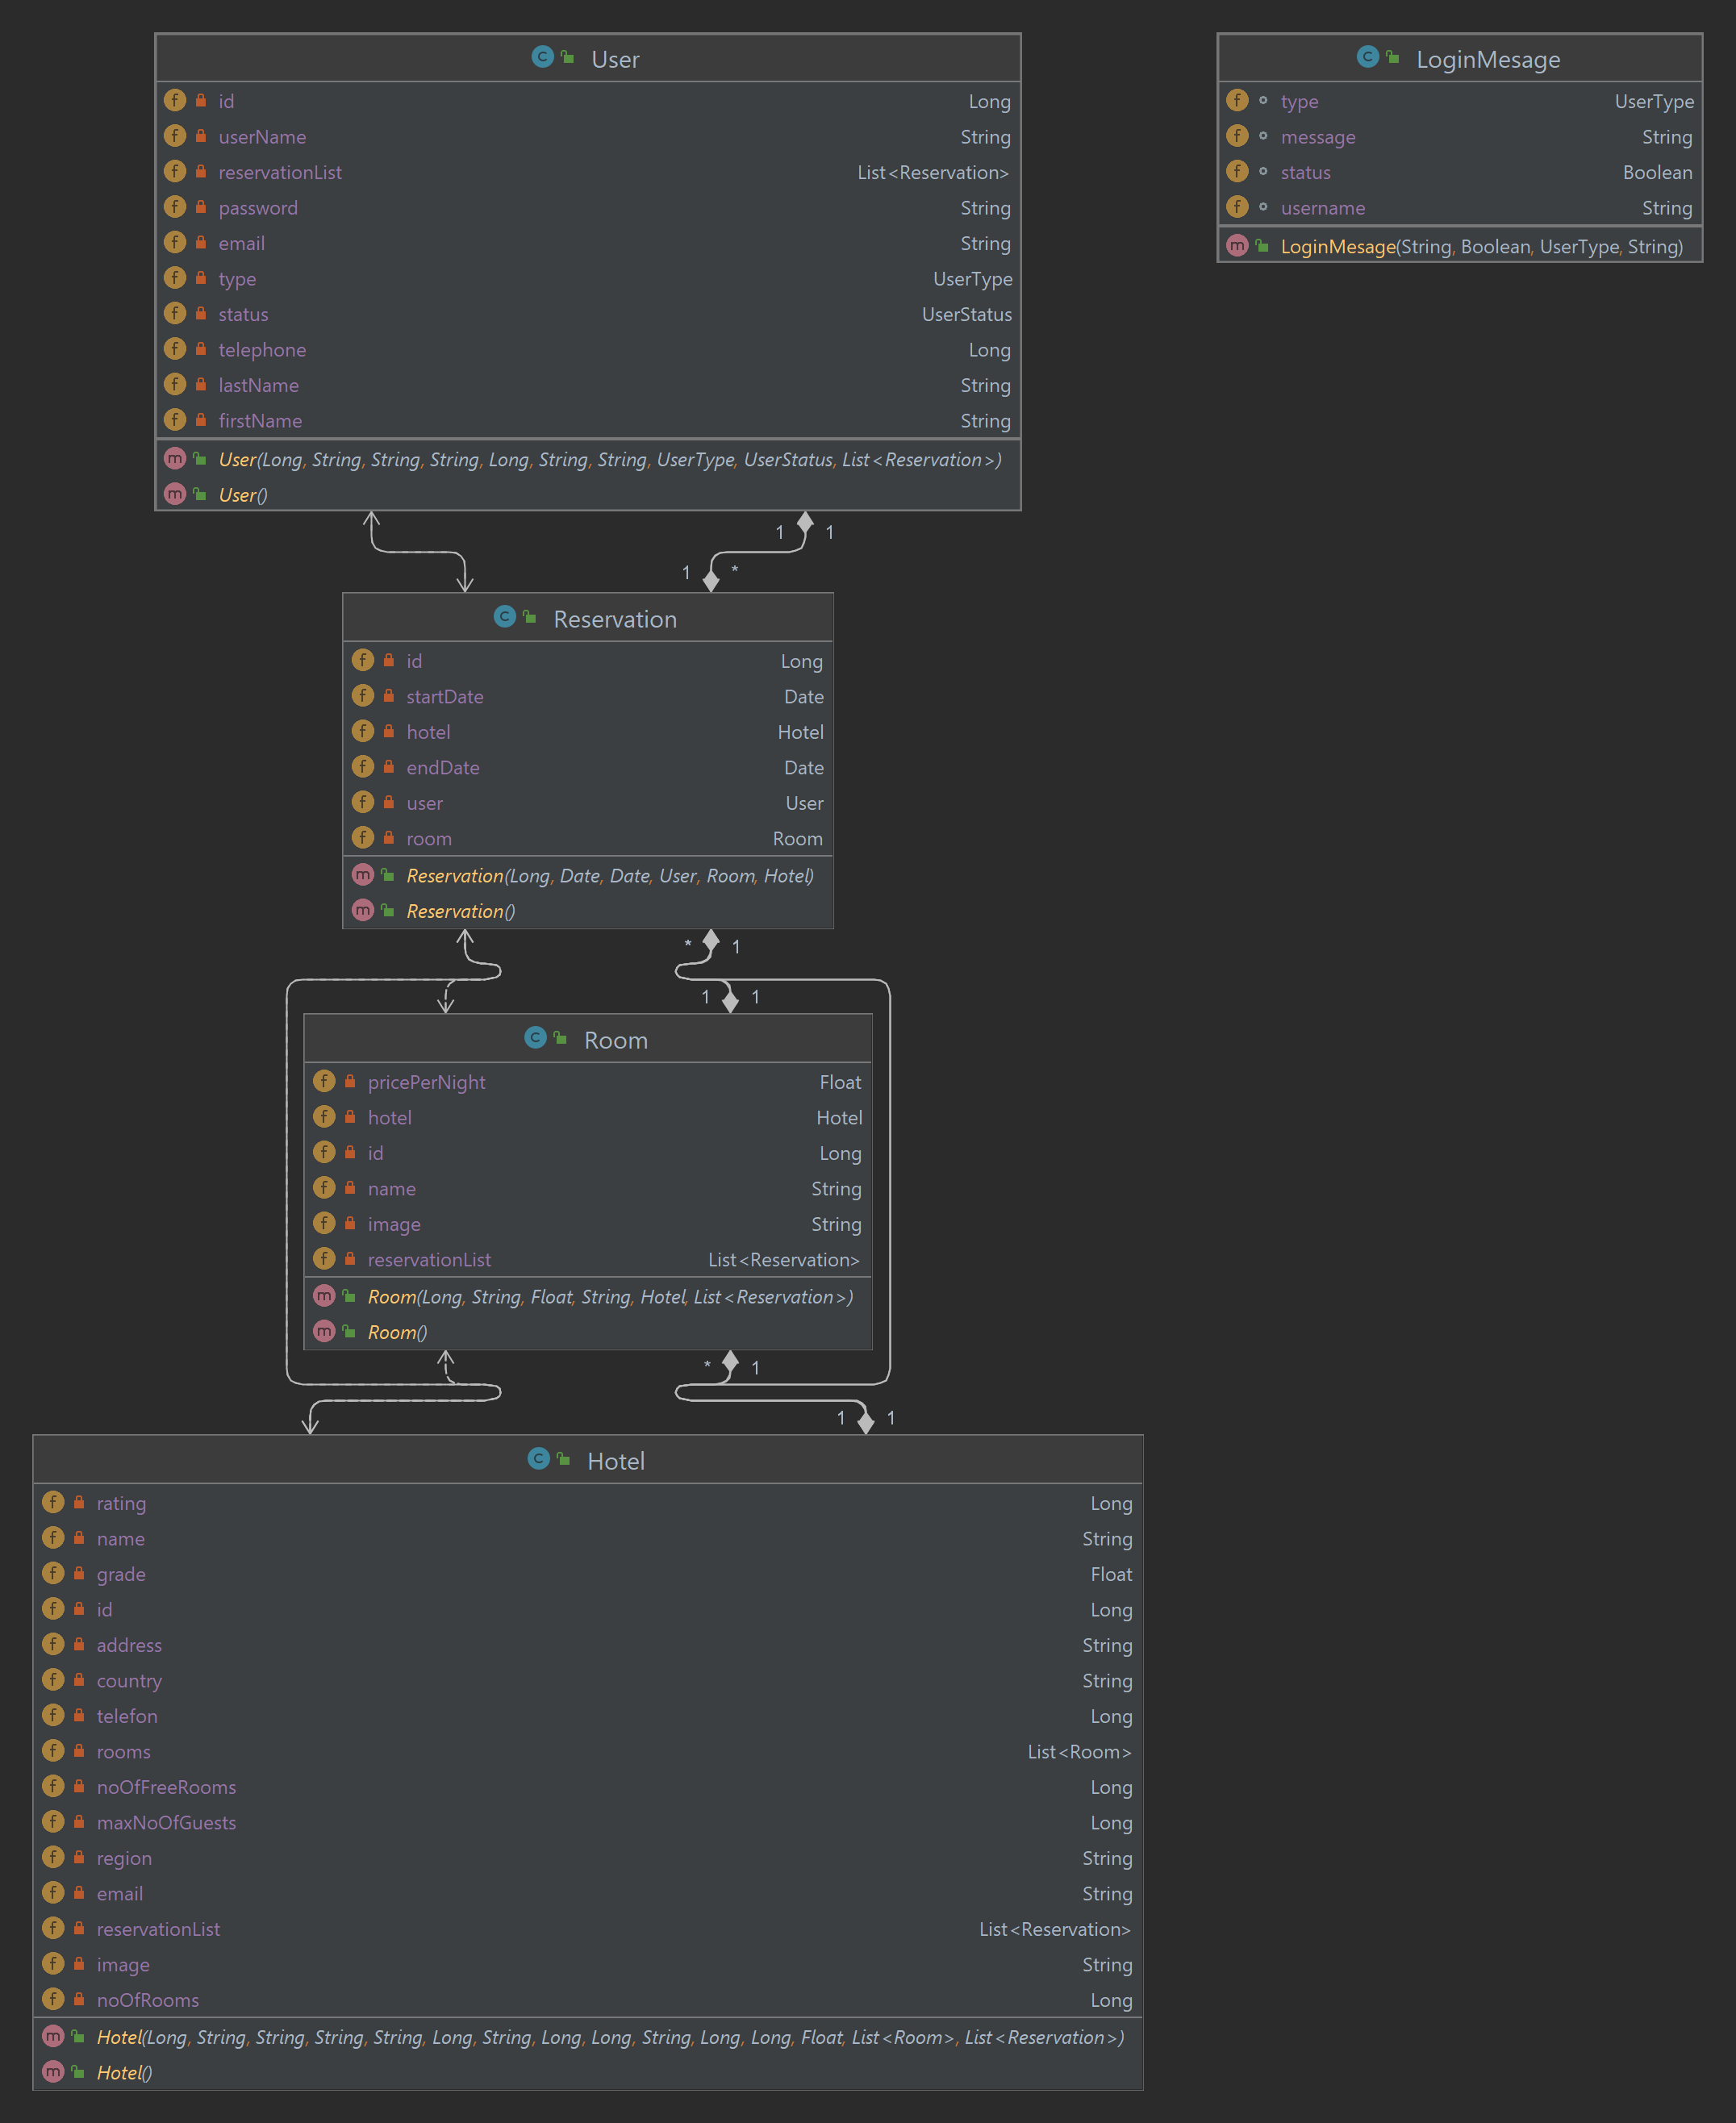 User
id Long
userName String
reservationList List<Reservation>
password String
email String
type UserType
status UserStatus
telephone Long
lastName String
firstName String
User(Long, String, String, String, Long, String, String, UserType, UserStatus, List<Reservation>)
User()
LoginMesage
type UserType
message String
status Boolean
username String
LoginMesage(String, Boolean, UserType, String)
1 1
1 *
Reservation
id Long
startDate Date
hotel Hotel
endDate Date
user User
room Room
Reservation(Long, Date, Date, User, Room, Hotel)
Reservation()
* 1
1 1
Room
pricePerNight Float
hotel Hotel
id Long
name String
image String
reservationList List<Reservation>
Room(Long, String, Float, String, Hotel, List<Reservation>)
Room()
* 1
1 1
Hotel
rating Long
name String
grade Float
id Long
address String
country String
telefon Long
rooms List<Room>
noOfFreeRooms Long
maxNoOfGuests Long
region String
email String
reservationList List<Reservation>
image String
noOfRooms Long
Hotel(Long, String, String, String, String, Long, String, Long, Long, String, Long, Long, Float, List<Room>, List<Reservation>)
Hotel()